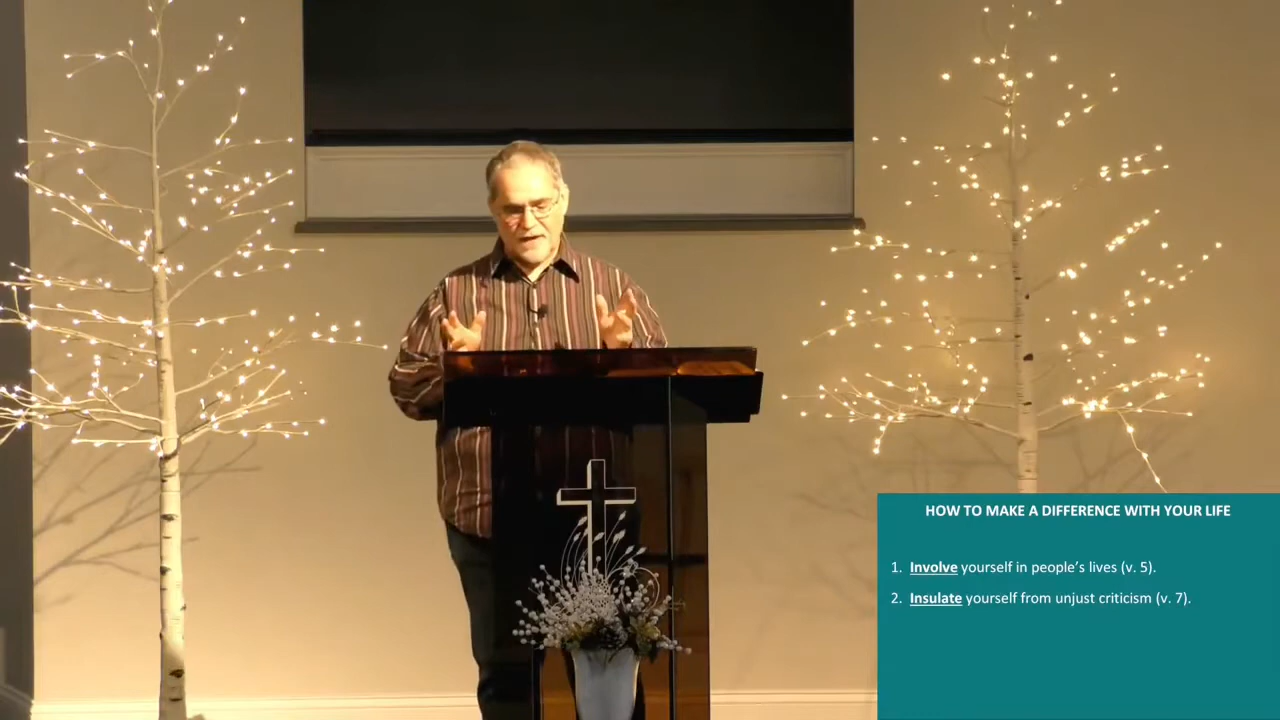 HOW TO MAKE A DIFFERENCE WITH YOUR LIFE
1. Involve yourself in people's lives (v. 5).
2. Insulate yourself from unjust criticism (v. 7).